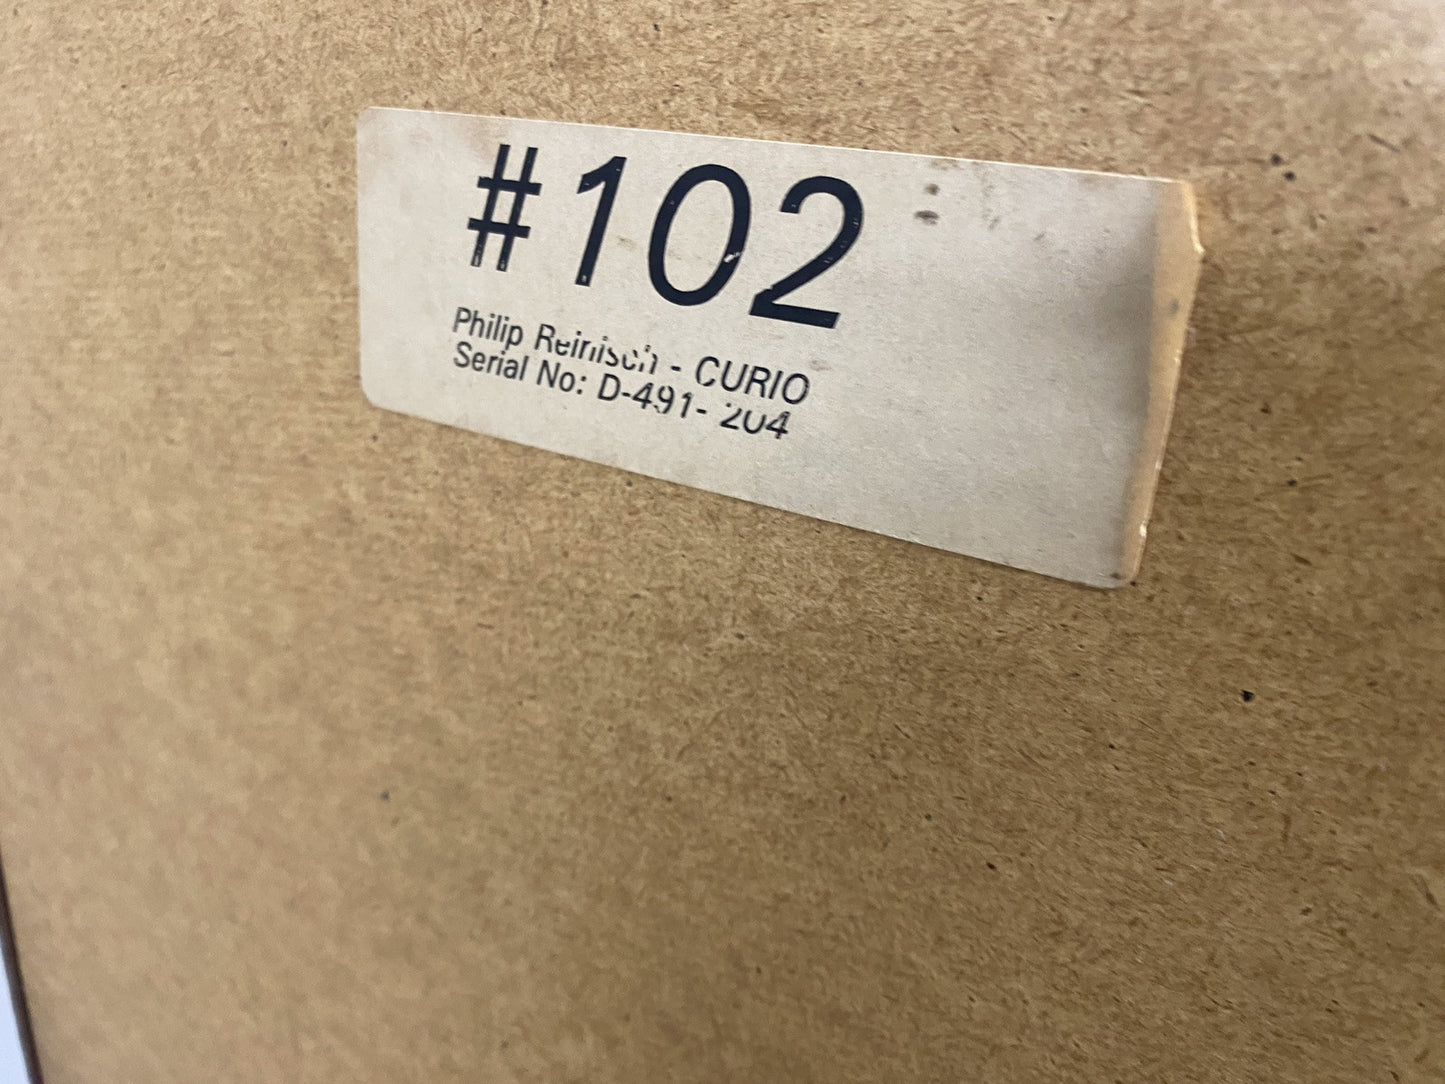 #102
Philip Reinisch - CURIO
Serial No: D-491- 204